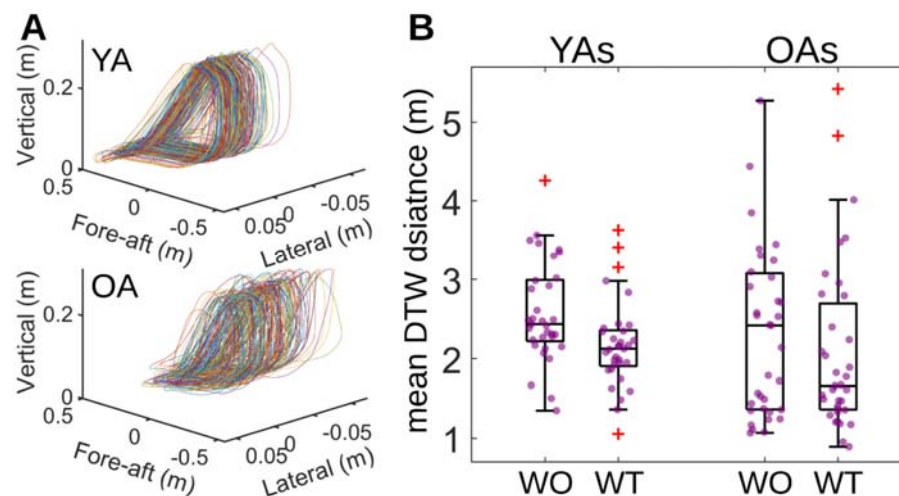 A
YA
Vertical (m)
0.2
0
0.5
0
-0.5
Fore-aft (m)
0.05
0
-0.05
Lateral (m)
OA
Vertical (m)
0.2
0
0.5
0
-0.5
Fore-aft (m)
0.05
0
-0.05
Lateral (m)
B
YAs OAs
mean DTW dsiatnce (m)
5
4
3
2
1
WO WT WO WT